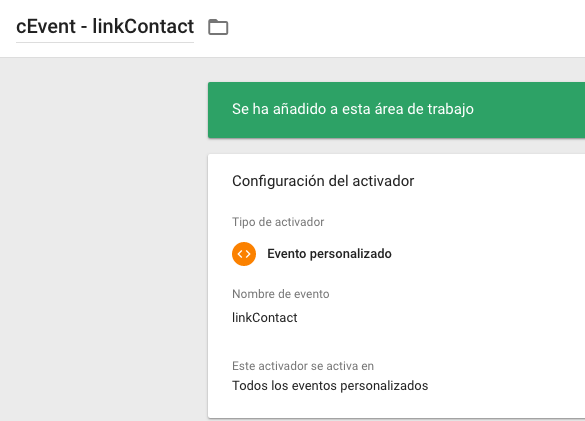 cEvent - linkContact
Se ha añadido a esta área de trabajo
Configuración del activador
Tipo de activador
Evento personalizado
Nombre de evento
linkContact
Este activador se activa en
Todos los eventos personalizados